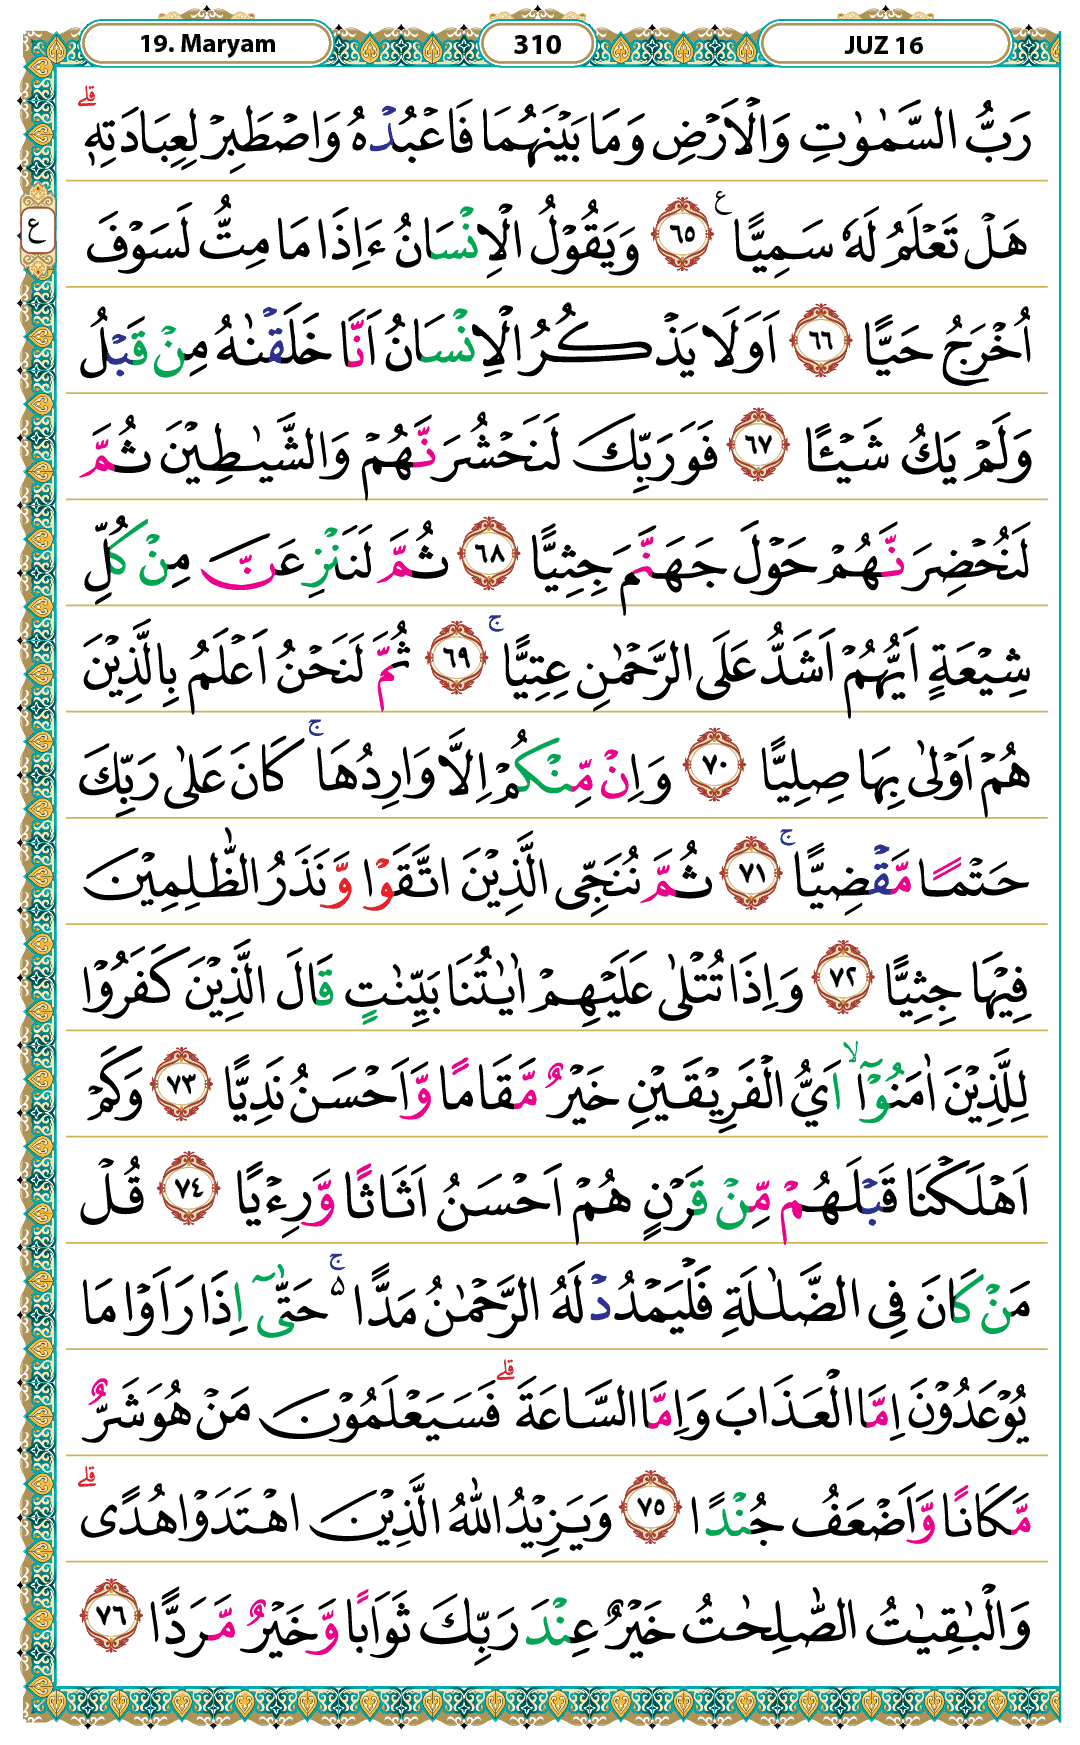 19. Maryam
310
JUZ 16
رَبُّ السَّمٰوٰتِ وَالْاَرْضِ وَمَا بَيْنَهُمَا فَاعْبُدْهُ وَاصْطَبِرْ لِعِبَادَتِهٖۗ
هَلْ تَعْلَمُ لَهٗ سَمِيًّا ࣖ ٦٥ وَيَقُوْلُ الْاِنْسَانُ ءَاِذَا مَا مِتُّ لَسَوْفَ
اُخْرَجُ حَيًّا ٦٦ اَوَلَا يَذْكُرُ الْاِنْسَانُ اَنَّا خَلَقْنٰهُ مِنْ قَبْلُ
وَلَمْ يَكُ شَيْـًٔا ٦٧ فَوَرَبِّكَ لَنَحْشُرَنَّهُمْ وَالشَّيٰطِيْنَ ثُمَّ
لَنُحْضِرَنَّهُمْ حَوْلَ جَهَنَّمَ جِثِيًّا ٦٨ ثُمَّ لَنَنْزِعَنَّ مِنْ كُلِّ
شِيْعَةٍ اَيُّهُمْ اَشَدُّ عَلَى الرَّحْمٰنِ عِتِيًّاۚ ٦٩ ثُمَّ لَنَحْنُ اَعْلَمُ بِالَّذِيْنَ
هُمْ اَوْلٰى بِهَا صِلِيًّا ٧٠ وَاِنْ مِّنْكُمْ اِلَّا وَارِدُهَاۚ كَانَ عَلٰى رَبِّكَ
حَتْمًا مَّقْضِيًّاۚ ٧١ ثُمَّ نُنَجِّى الَّذِيْنَ اتَّقَوْا وَّنَذَرُ الظّٰلِمِيْنَ
فِيْهَا جِثِيًّا ٧٢ وَاِذَا تُتْلٰى عَلَيْهِمْ اٰيٰتُنَا بَيِّنٰتٍ قَالَ الَّذِيْنَ كَفَرُوْا
لِلَّذِيْنَ اٰمَنُوْٓاۙ اَيُّ الْفَرِيْقَيْنِ خَيْرٌ مَّقَامًا وَّاَحْسَنُ نَدِيًّا ٧٣ وَكَمْ
اَهْلَكْنَا قَبْلَهُمْ مِّنْ قَرْنٍ هُمْ اَحْسَنُ اَثَاثًا وَّرِءْيًا ٧٤ قُلْ
مَنْ كَانَ فِى الضَّلٰلَةِ فَلْيَمْدُدْ لَهُ الرَّحْمٰنُ مَدًّا ەۚ حَتّٰىٓ اِذَا رَاَوْا مَا
يُوْعَدُوْنَ اِمَّا الْعَذَابَ وَاِمَّا السَّاعَةَ ۗفَسَيَعْلَمُوْنَ مَنْ هُوَ شَرٌّ
مَّكَانًا وَّاَضْعَفُ جُنْدًا ٧٥ وَيَزِيْدُ اللّٰهُ الَّذِيْنَ اهْتَدَوْا هُدًىۗ
وَالْبٰقِيٰتُ الصّٰلِحٰتُ خَيْرٌ عِنْدَ رَبِّكَ ثَوَابًا وَّخَيْرٌ مَّرَدًّا ٧٦
ع